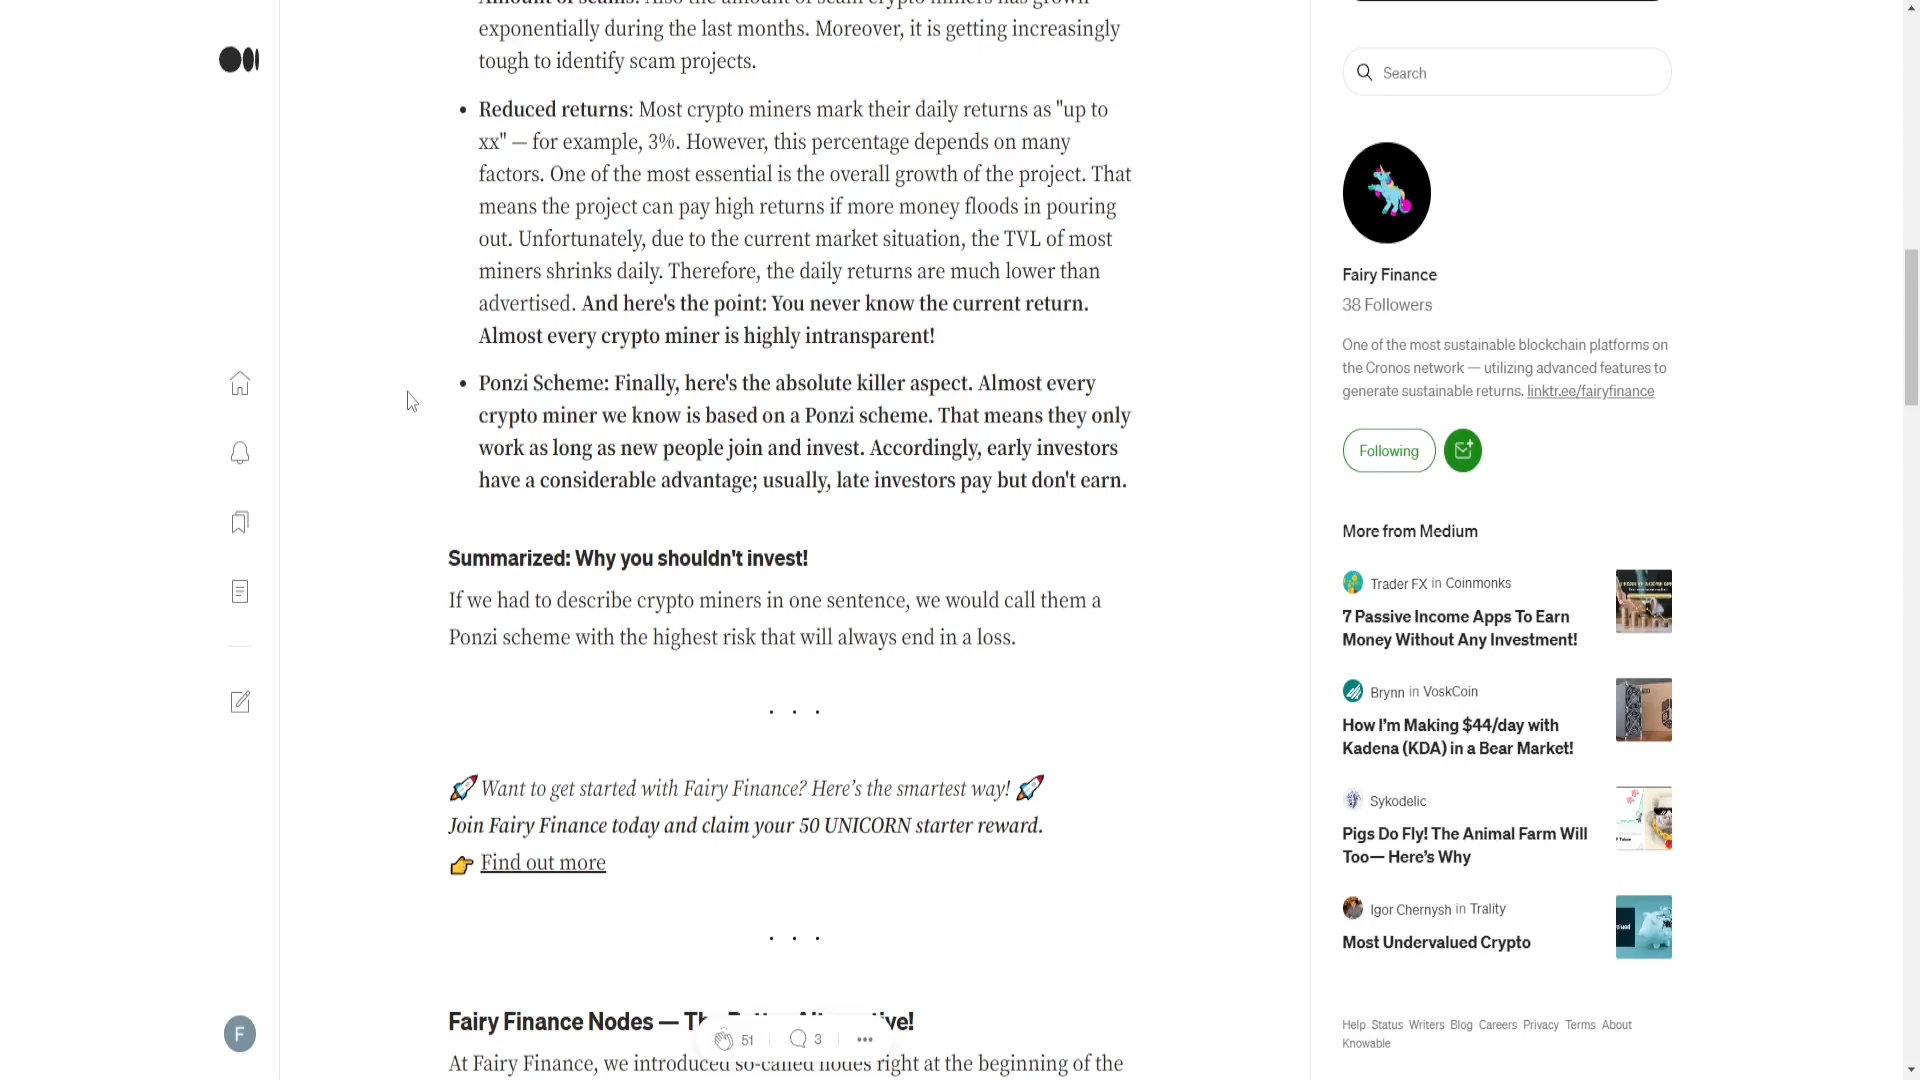 exponentially during the last months. Moreover, it is getting increasingly
tough to identify scam projects.
• Reduced returns: Most crypto miners mark their daily returns as "up to
xx" — for example, 3%. However, this percentage depends on many
factors. One of the most essential is the overall growth of the project. That
means the project can pay high returns if more money floods in pouring
out. Unfortunately, due to the current market situation, the TVL of most
miners shrinks daily. Therefore, the daily returns are much lower than
advertised. And here's the point: You never know the current return.
Almost every crypto miner is highly intransparent!
• Ponzi Scheme: Finally, here's the absolute killer aspect. Almost every
crypto miner we know is based on a Ponzi scheme. That means they only
work as long as new people join and invest. Accordingly, early investors
have a considerable advantage; usually, late investors pay but don't earn.
Summarized: Why you shouldn't invest!
If we had to describe crypto miners in one sentence, we would call them a
Ponzi scheme with the highest risk that will always end in a loss.
. . .
🚀 Want to get started with Fairy Finance? Here's the smartest way! 🚀
Join Fairy Finance today and claim your 50 UNICORN starter reward.
👉 Find out more
. . .
Fairy Finance Nodes —
At Fairy Finance, we introduced so-called nodes right at the beginning of the
51
3
F
Search
Fairy Finance
38 Followers
One of the most sustainable blockchain platforms on
the Cronos network — utilizing advanced features to
generate sustainable returns. linktr.ee/fairyfinance
Following
More from Medium
Trader FX in Coinmonks
7 Passive Income Apps To Earn
Money Without Any Investment!
Brynn in VoskCoin
How I'm Making $44/day with
Kadena (KDA) in a Bear Market!
Sykodelic
Pigs Do Fly! The Animal Farm Will
Too— Here's Why
Igor Chernysh in Trality
Most Undervalued Crypto
Help Status Writers Blog Careers Privacy Terms About
Knowable